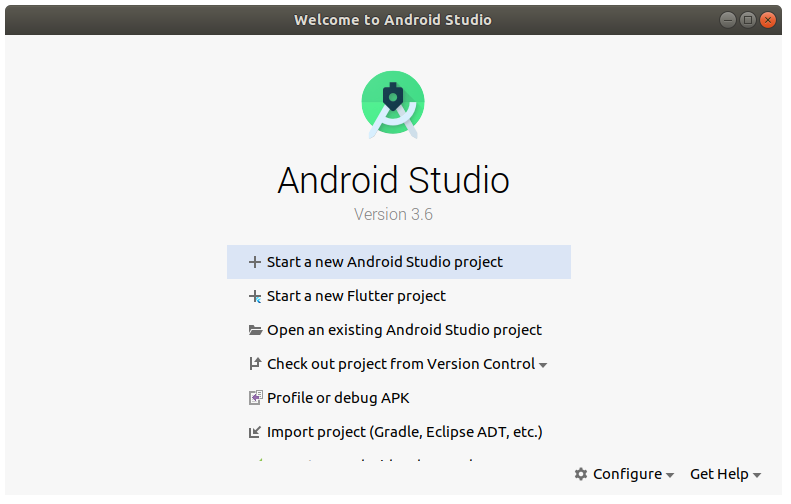 Welcome to Android Studio
Android Studio
Version 3.6
Start a new Android Studio project
Start a new Flutter project
Open an existing Android Studio project
Check out project from Version Control
Profile or debug APK
Import project (Gradle, Eclipse ADT, etc.)
Configure Get Help